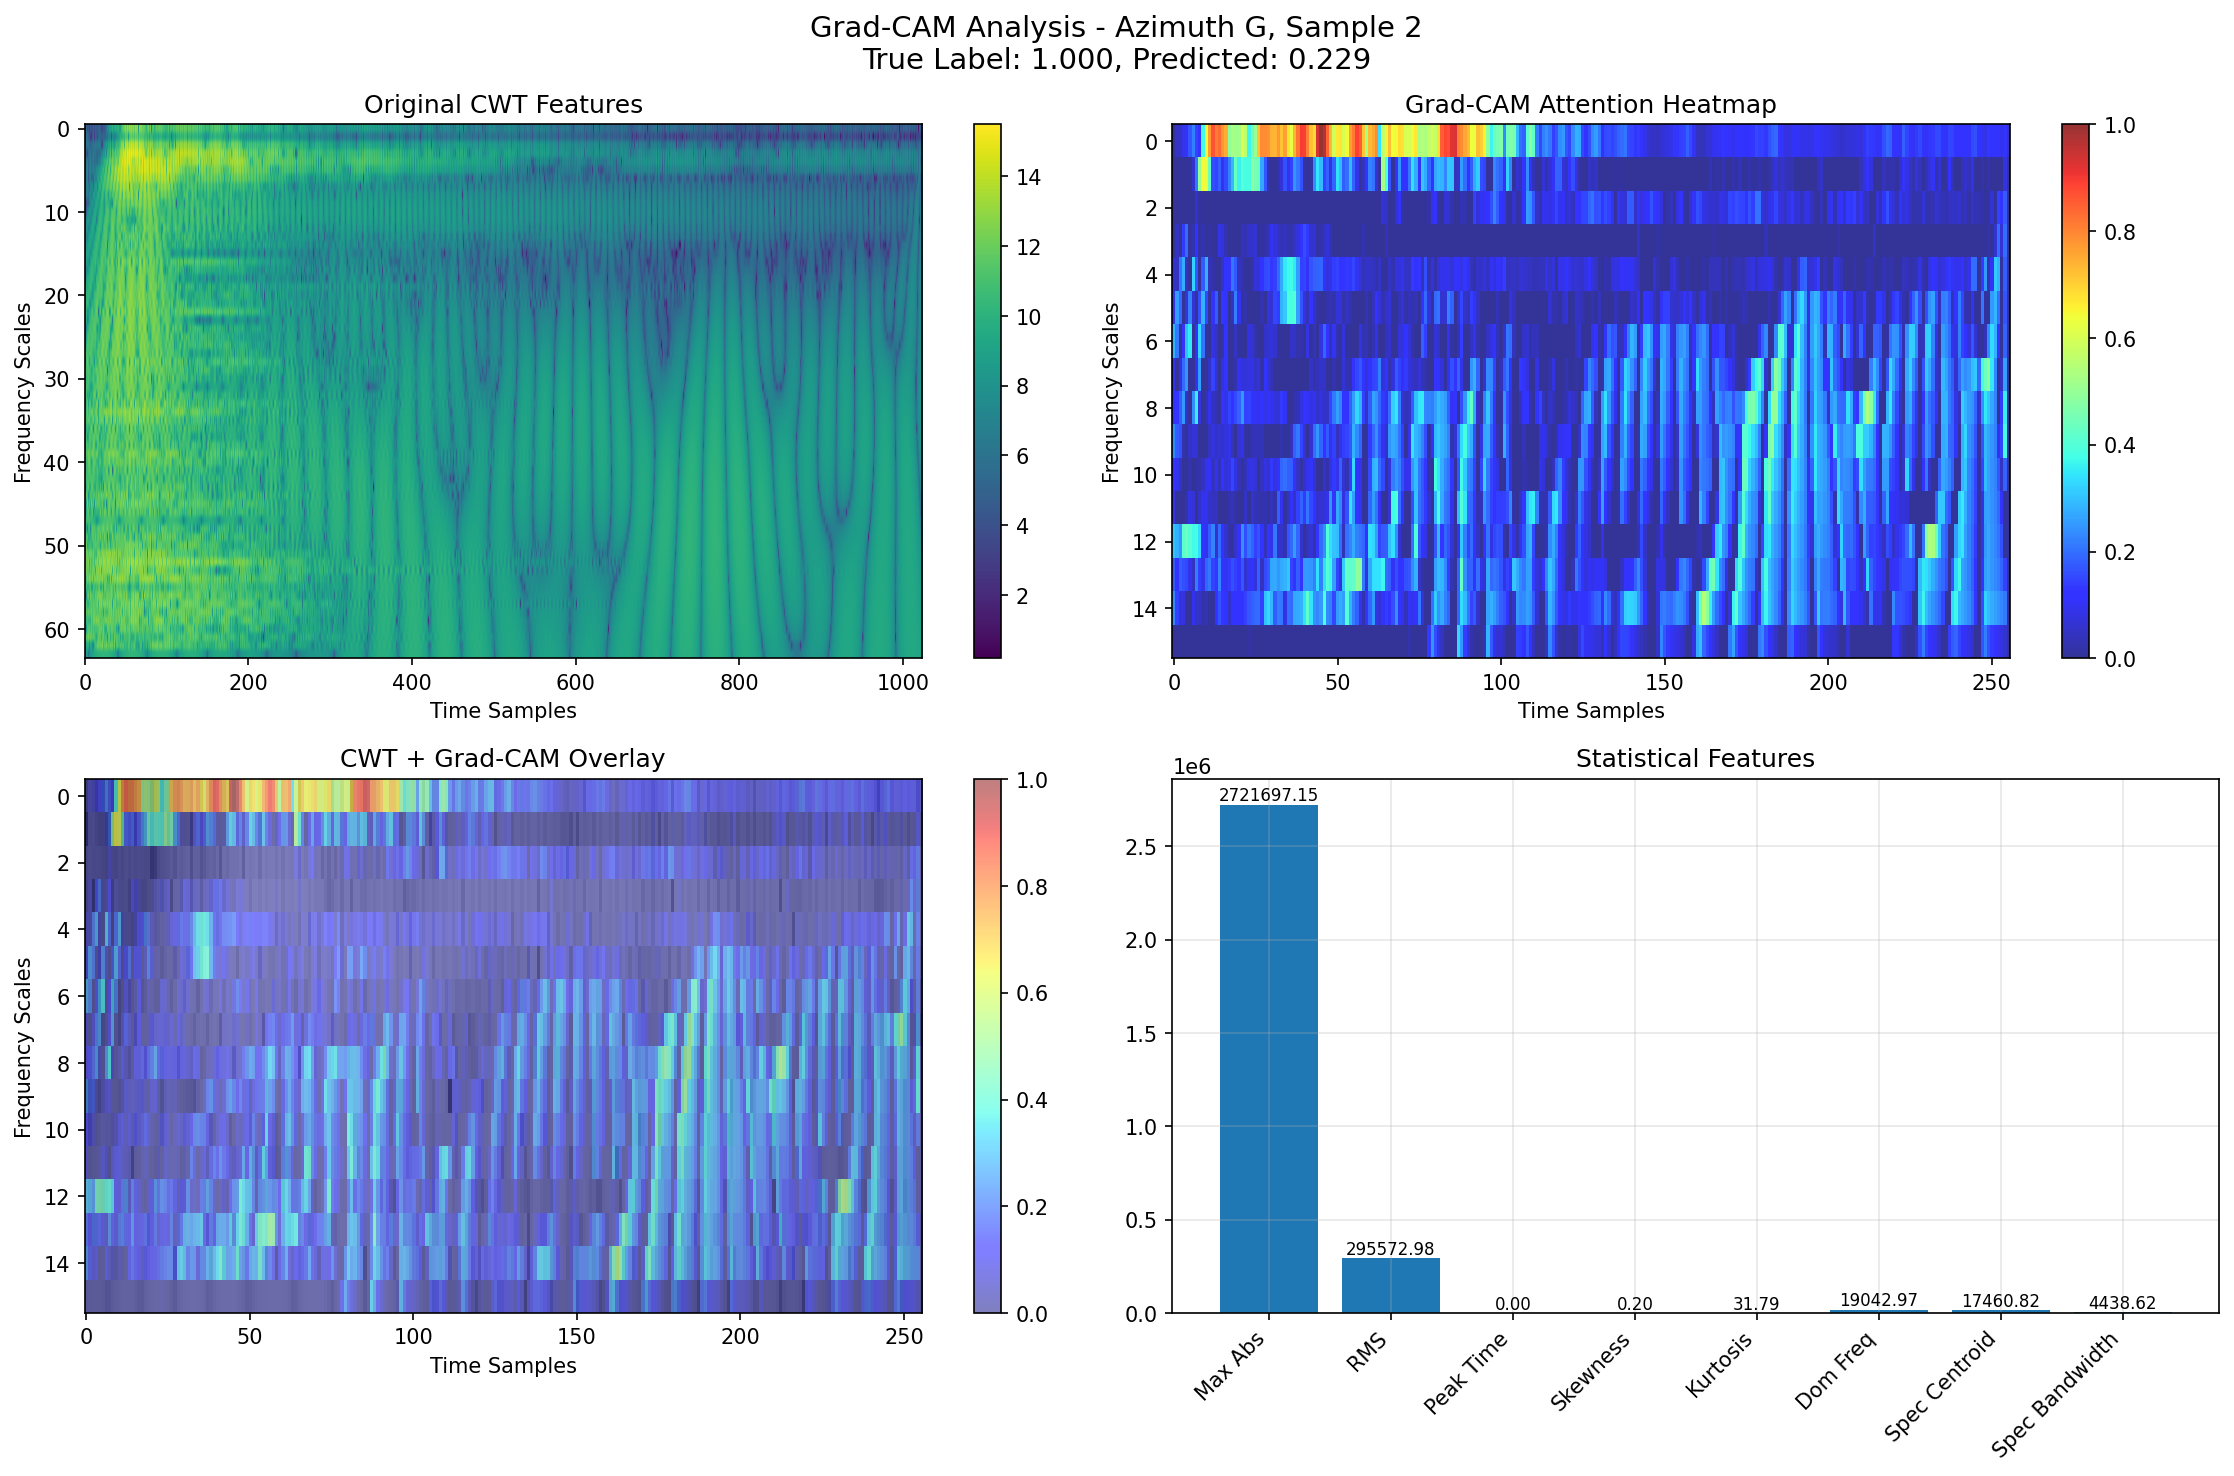 Grad-CAM Analysis - Azimuth G, Sample 2
True Label: 1.000, Predicted: 0.229
Original CWT Features
0
10
20
30
40
50
60
Frequency Scales
0 200 400 600 800 1000
Time Samples
14
12
10
8
6
4
2
Grad-CAM Attention Heatmap
0
2
4
6
8
10
12
14
Frequency Scales
0 50 100 150 200 250
Time Samples
1.0
0.8
0.6
0.4
0.2
0.0
CWT + Grad-CAM Overlay
0
2
4
6
8
10
12
14
Frequency Scales
0 50 100 150 200 250
Time Samples
1.0
0.8
0.6
0.4
0.2
0.0
Statistical Features
1e6
2.5
2.0
1.5
1.0
0.5
0.0
2721697.15
295572.98
0.00
0.20
31.79
19042.97
17460.82
4438.62
Max Abs
RMS
Peak Time
Skewness
Kurtosis
Dom Freq
Spec Centroid
Spec Bandwidth